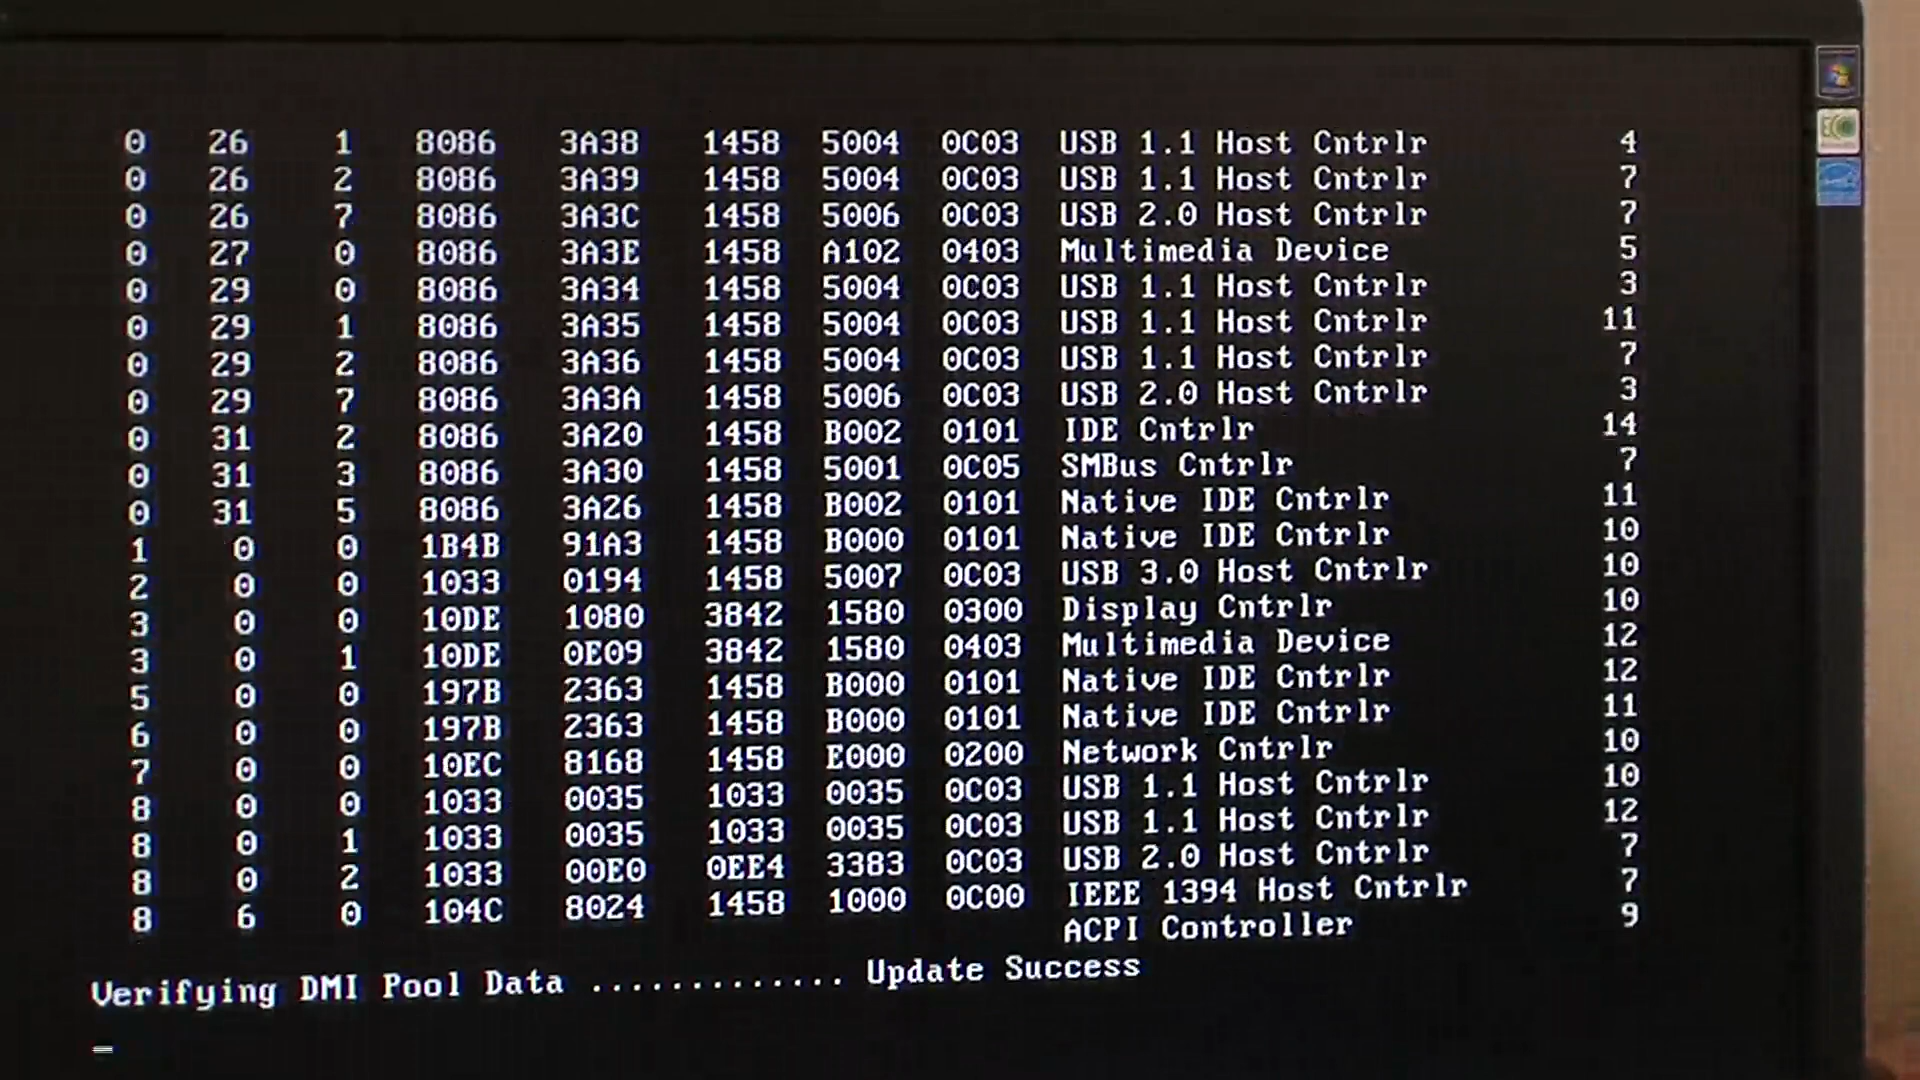 0 26 1 8086 3A38 1458 5004 0C03 USB 1.1 Host Cntrlr 4
0 26 2 8086 3A39 1458 5004 0C03 USB 1.1 Host Cntrlr 7
0 26 7 8086 3A3C 1458 5006 0C03 USB 2.0 Host Cntrlr 7
0 27 0 8086 3A3E 1458 A102 0403 Multimedia Device 5
0 29 0 8086 3A34 1458 5004 0C03 USB 1.1 Host Cntrlr 3
0 29 1 8086 3A35 1458 5004 0C03 USB 1.1 Host Cntrlr 11
0 29 2 8086 3A36 1458 5004 0C03 USB 1.1 Host Cntrlr 7
0 29 7 8086 3A3A 1458 5006 0C03 USB 2.0 Host Cntrlr 3
0 31 2 8086 3A20 1458 B002 0101 IDE Cntrlr 14
0 31 3 8086 3A30 1458 5001 0C05 SMBus Cntrlr 7
0 31 5 8086 3A26 1458 B002 0101 Native IDE Cntrlr 11
1 0 0 1B4B 91A3 1458 B000 0101 Native IDE Cntrlr 10
2 0 0 1033 0194 1458 5007 0C03 USB 3.0 Host Cntrlr 10
3 0 0 10DE 1080 3842 1580 0300 Display Cntrlr 10
3 0 1 10DE 0E09 3842 1580 0403 Multimedia Device 12
5 0 0 197B 2363 1458 B000 0101 Native IDE Cntrlr 12
6 0 0 197B 2363 1458 B000 0101 Native IDE Cntrlr 11
7 0 0 10EC 8168 1458 E000 0200 Network Cntrlr 10
8 0 0 1033 0035 1033 0035 0C03 USB 1.1 Host Cntrlr 10
8 0 1 1033 0035 1033 0035 0C03 USB 1.1 Host Cntrlr 12
8 0 2 1033 00E0 0EE4 3383 0C03 USB 2.0 Host Cntrlr 7
8 6 0 104C 8024 1458 1000 0C00 IEEE 1394 Host Cntrlr 7
ACPI Controller 9
Verifying DMI Pool Data ............. Update Success